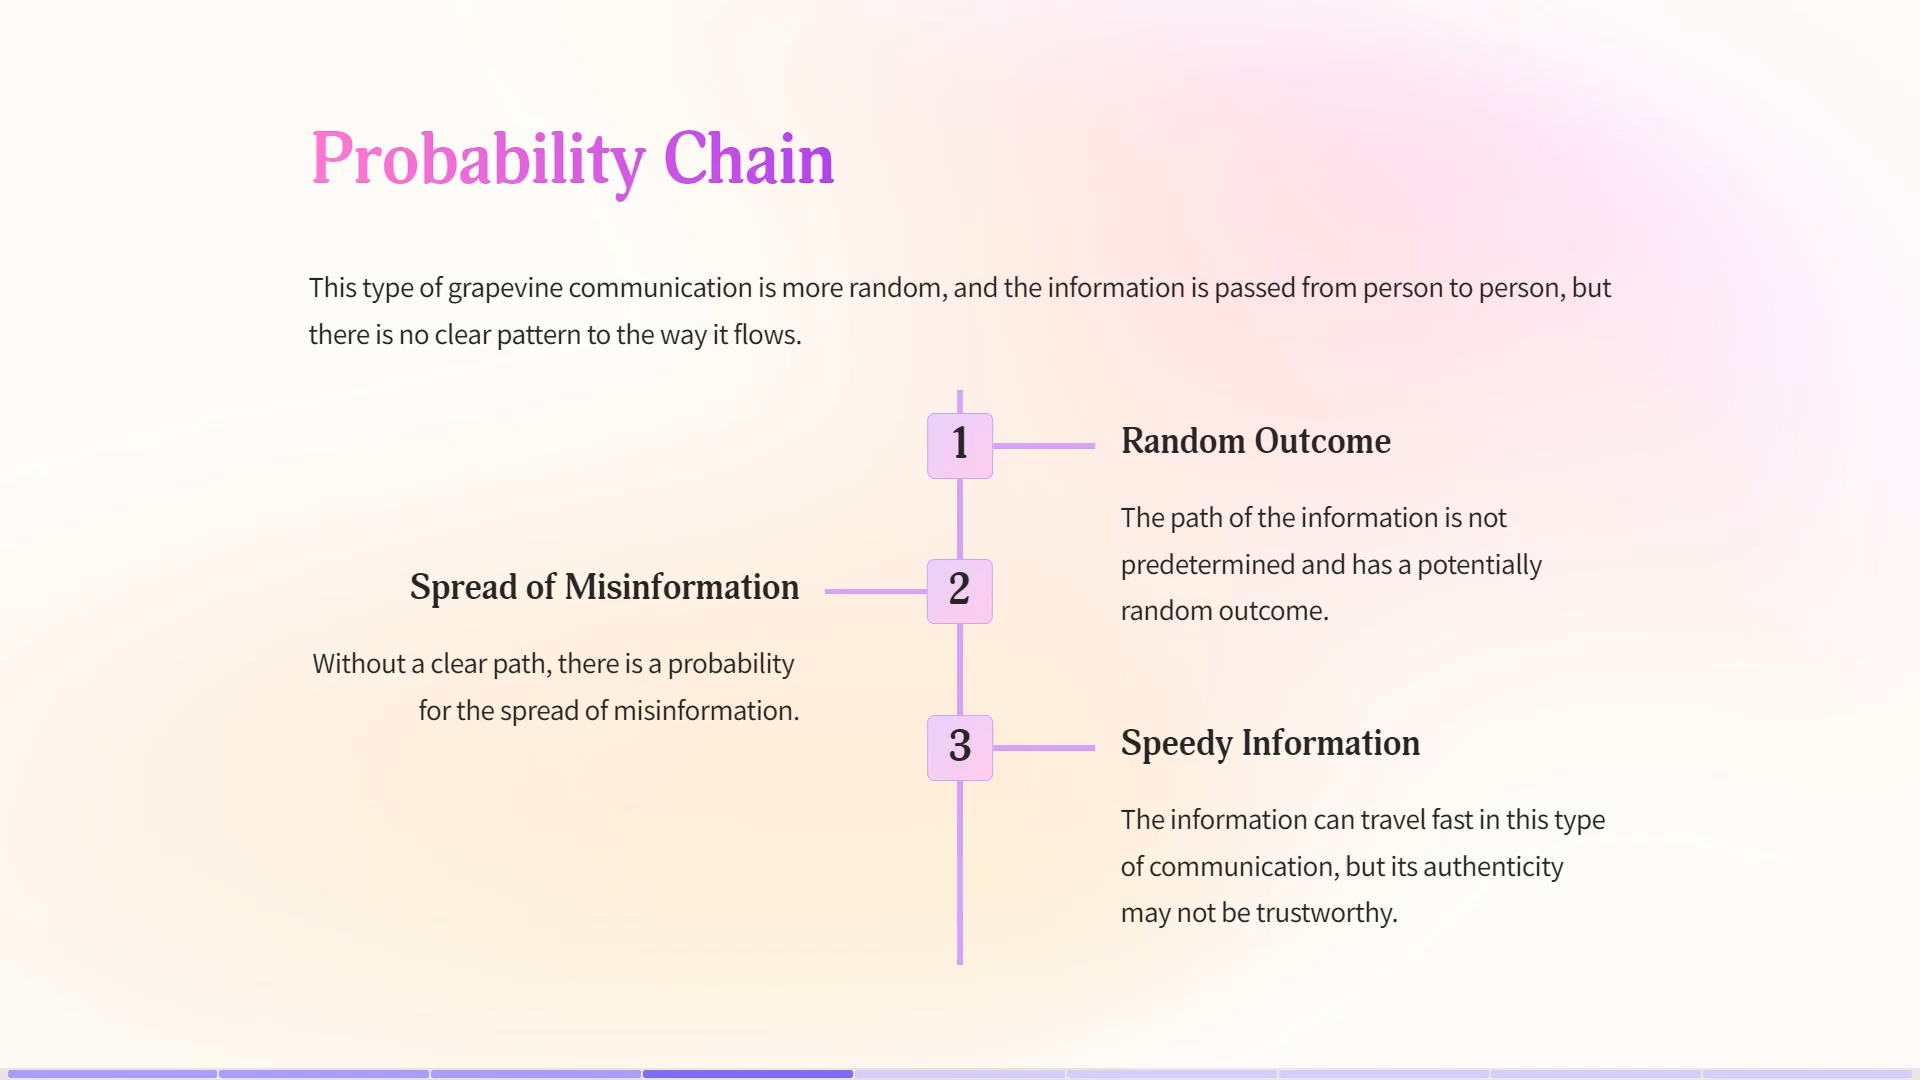 Probability Chain
This type of grapevine communication is more random, and the information is passed from person to person, but
there is no clear pattern to the way it flows.
1
Random Outcome
The path of the information is not
predetermined and has a potentially
random outcome.
2
Spread of Misinformation
Without a clear path, there is a probability
for the spread of misinformation.
3
Speedy Information
The information can travel fast in this type
of communication, but its authenticity
may not be trustworthy.